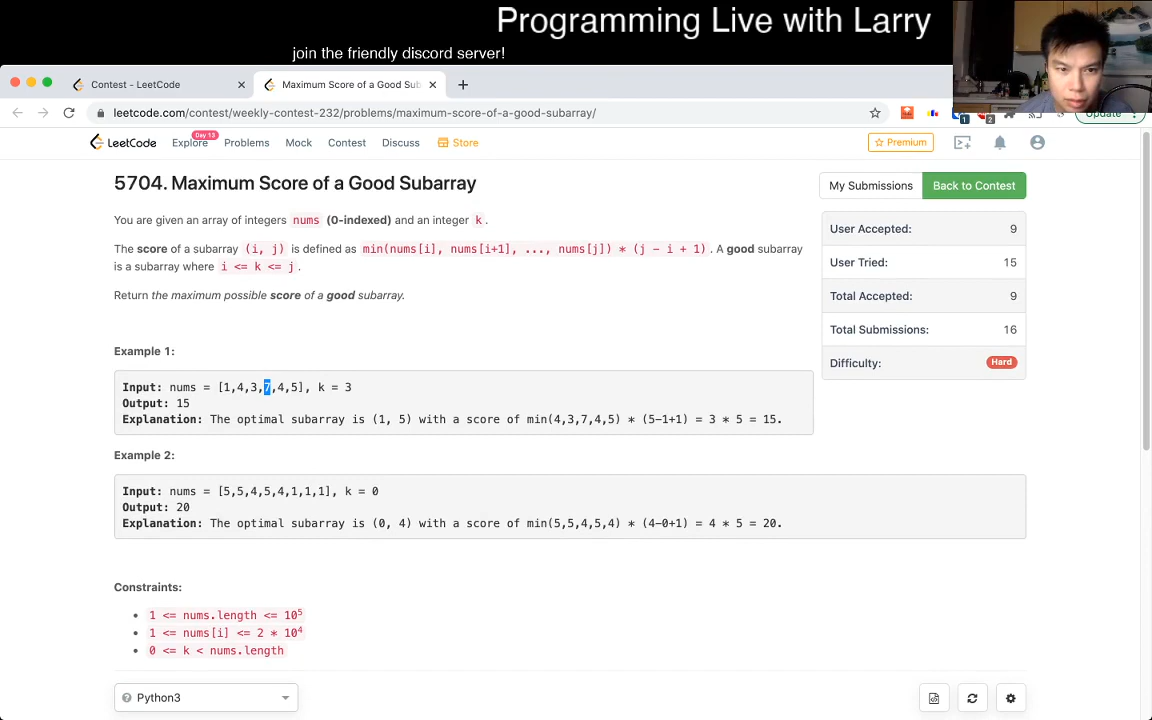 Programming Live with Larry
join the friendly discord server!
Contest - LeetCode
Maximum Score of a Good Sub
leetcode.com/contest/weekly-contest-232/problems/maximum-score-of-a-good-subarray/
1
2
Update
LeetCode
Explore
Day 13
Problems
Mock
Contest
Discuss
Store
Premium
5704. Maximum Score of a Good Subarray
My Submissions
Back to Contest
You are given an array of integers nums (0-indexed) and an integer k.
The score of a subarray (i, j) is defined as min(nums[i], nums[i+1], ..., nums[j]) * (j - i + 1). A good subarray
is a subarray where i <= k <= j.
Return the maximum possible score of a good subarray.
User Accepted: 9
User Tried: 15
Total Accepted: 9
Total Submissions: 16
Difficulty: Hard
Example 1:
Input: nums = [1,4,3,7,4,5], k = 3
Output: 15
Explanation: The optimal subarray is (1, 5) with a score of min(4,3,7,4,5) * (5-1+1) = 3 * 5 = 15.
Example 2:
Input: nums = [5,5,4,5,4,1,1,1], k = 0
Output: 20
Explanation: The optimal subarray is (0, 4) with a score of min(5,5,4,5,4) * (4-0+1) = 4 * 5 = 20.
Constraints:
• 1 <= nums.length <= 10⁵
• 1 <= nums[i] <= 2 * 10⁴
• 0 <= k < nums.length
Python3